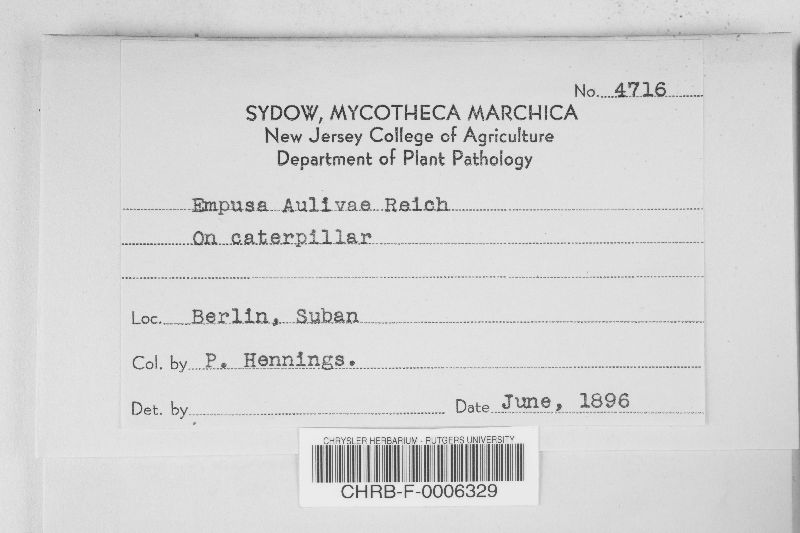 No. 4716
SYDOW, MYCOTHECA MARCHICA
New Jersey College of Agriculture
Department of Plant Pathology
Empusa Aulivae Reich
On caterpillar
Loc. Berlin, Suban
Col. by P. Hennings.
Det. by Date June, 1896
CHRYSLER HERBARIUM - RUTGERS UNIVERSITY
CHRB-F-0006329